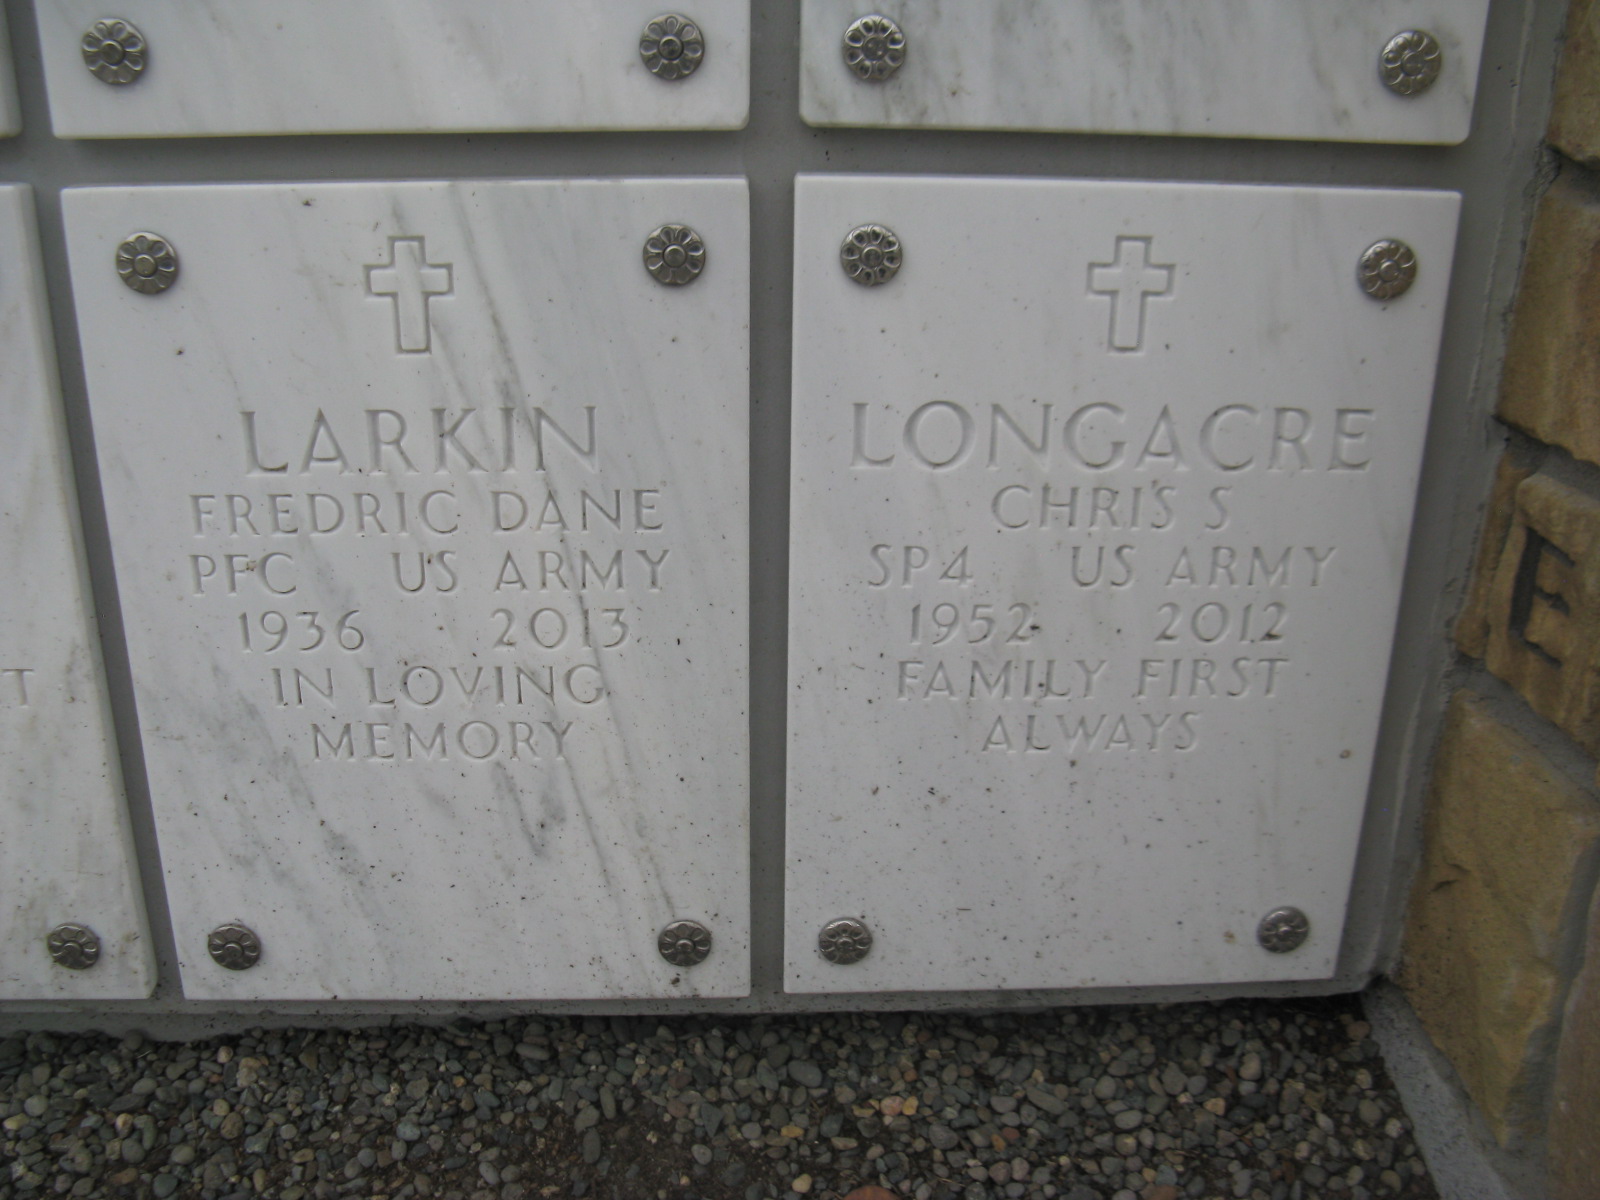 LARKIN
FREDRIC DANE
PFC US ARMY
1936 2013
IN LOVING
MEMORY
LONGACRE
CHRIS S
SP4 US ARMY
1952 2012
FAMILY FIRST
ALWAYS
T
E